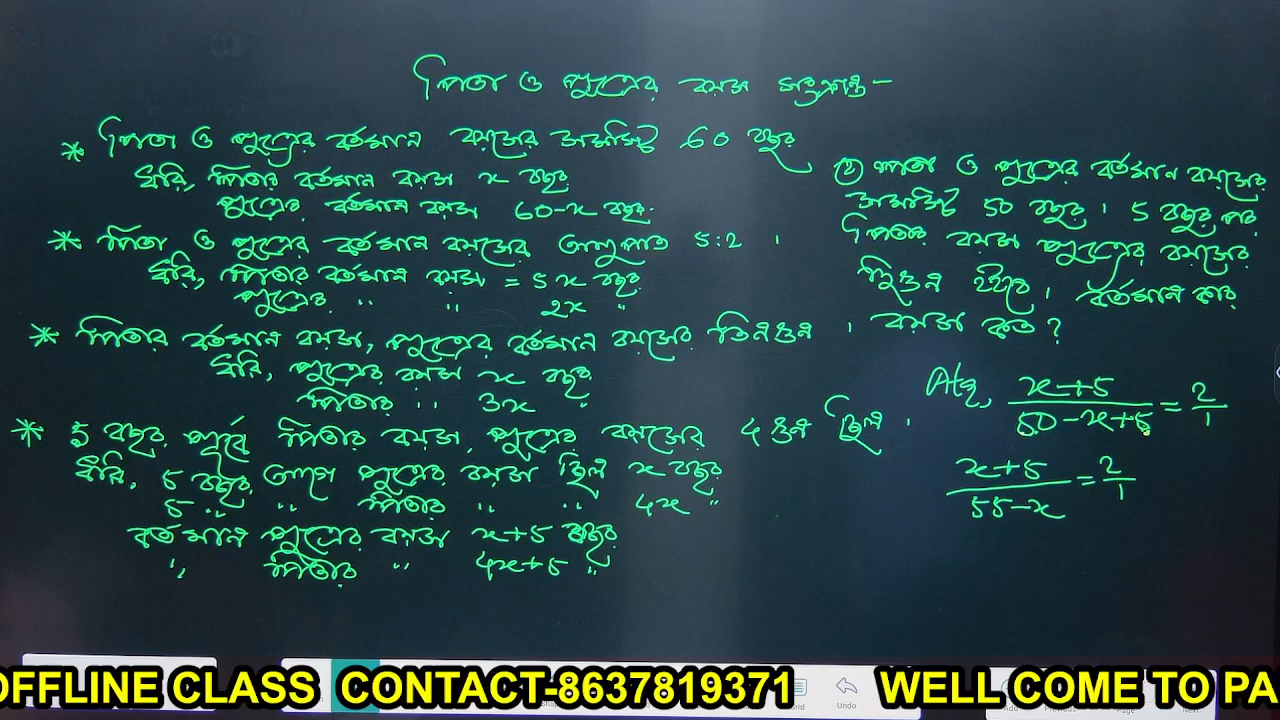 পিতা ও পুত্রের বয়স সংক্রান্ত –
* পিতা ও পুত্রের বর্তমান বয়সের সমষ্টি 60 বছর
ধরি, পিতার বর্তমান বয়স x বছর
পুত্রের বর্তমান বয়স 60-x বছর.
* পিতা ও পুত্রের বর্তমান বয়সের অনুপাত 5:2 ।
ধরি, পিতার বর্তমান বয়স = 5x বছর
পুত্রের " " 2x "
* পিতার বর্তমান বয়স, পুত্রের বর্তমান বয়সের তিনগুন ।
ধরি, পুত্রের বয়স x বছর
পিতার " 3x "
* 5 বছর পূর্বে পিতার বয়স, পুত্রের বয়সের 4 গুন ছিল ।
ধরি, 5 বছর আগে পুত্রের বয়স ছিল x বছর
5 " " পিতার " " 4x "
বর্তমান পুত্রের বয়স x+5 বছর
" পিতার " 4x+5 "
পিতা ও পুত্রের বর্তমান বয়সের
সমষ্টি 50 বছর । 5 বছর পর
পিতার বয়স পুত্রের বয়সের
দ্বিগুন হইবে । বর্তমান কার
বয়স কত ?
Atq, x+5 / 50-x+5 = 2/1
x+5 / 55-x = 2/1
OFFLINE CLASS CONTACT-8637819371 WELL COME TO PA
Undo